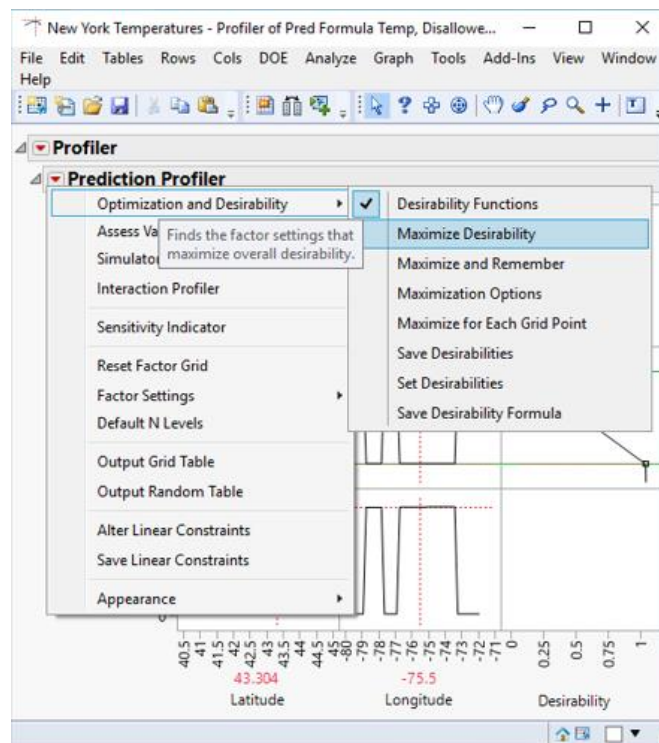 New York Temperatures - Profiler of Pred Formula Temp, Disallowe...
File Edit Tables Rows Cols DOE Analyze Graph Tools Add-Ins View Window
Help
Profiler
Prediction Profiler
Optimization and Desirability
Desirability Functions
Assess Va
Finds the factor settings that
maximize overall desirability.
Maximize Desirability
Simulato
Maximize and Remember
Interaction Profiler
Maximization Options
Sensitivity Indicator
Maximize for Each Grid Point
Save Desirabilities
Reset Factor Grid
Set Desirabilities
Factor Settings
Save Desirability Formula
Default N Levels
Output Grid Table
Output Random Table
Alter Linear Constraints
Save Linear Constraints
Appearance
0
40.5 41 41.5 42 42.5 43 43.5 44 44.5 45 -80 -79 -78 -77 -76 -75 -74 -73 -72 -71 0 0.25 0.5 0.75 1
43.304 -75.5
Latitude Longitude Desirability